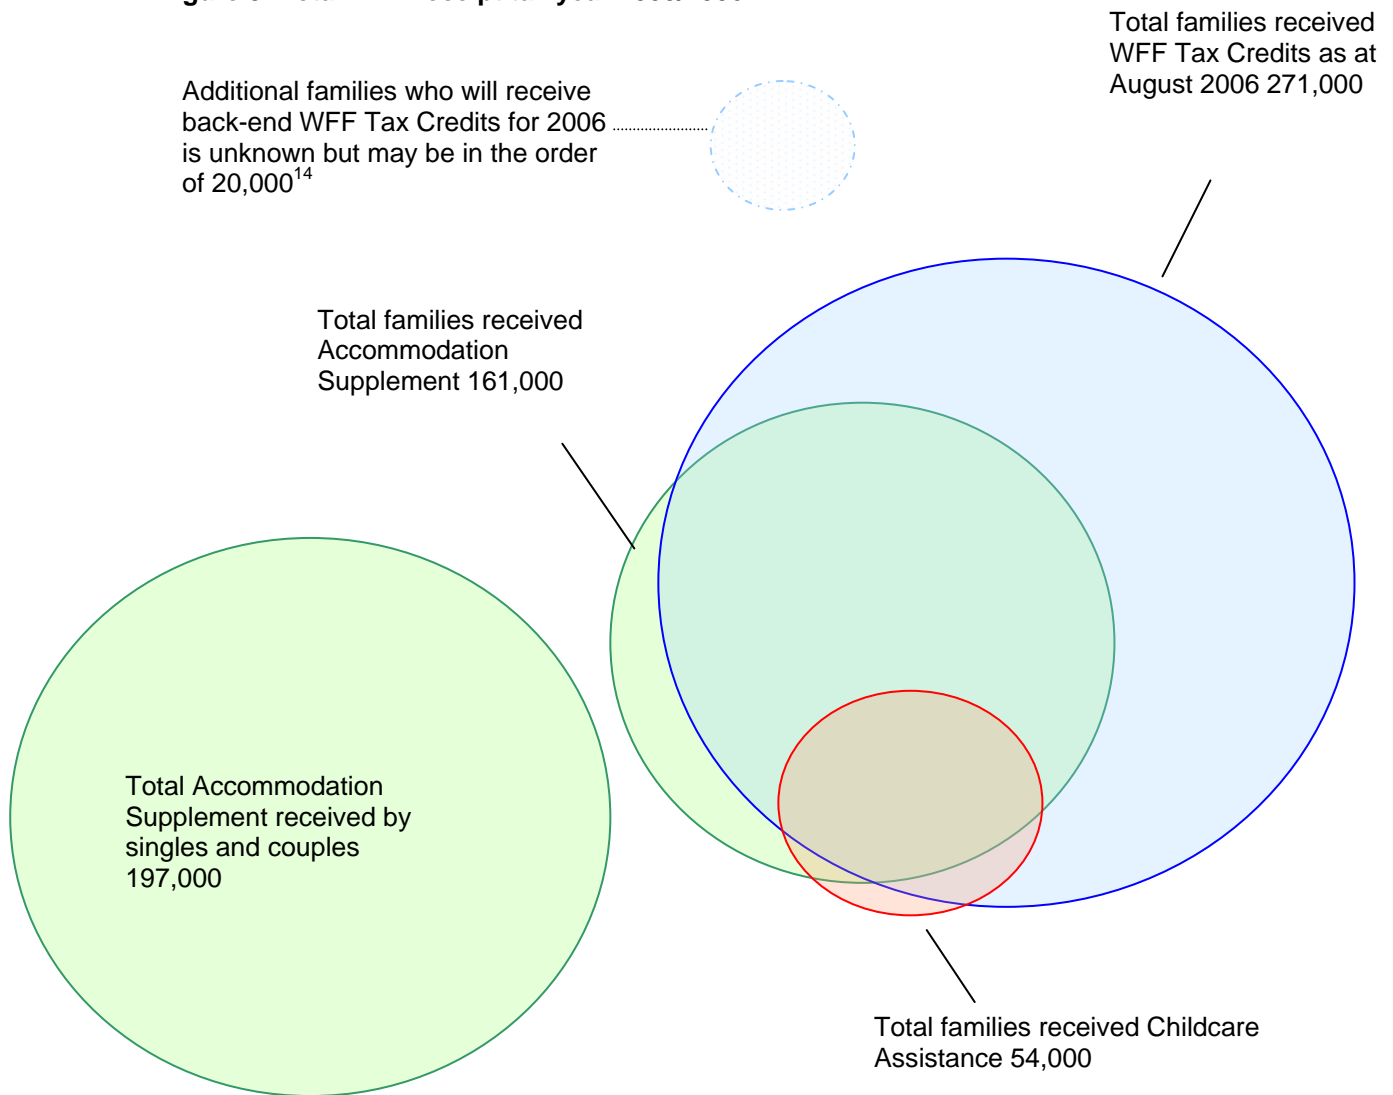 Total families received
WFF Tax Credits as at
August 2006 271,000
Additional families who will receive
back-end WFF Tax Credits for 2006
is unknown but may be in the order
of 20,00014
Total families received
Accommodation
Supplement 161,000
Total Accommodation
Supplement received by
singles and couples
197,000
Total families received Childcare
Assistance 54,000